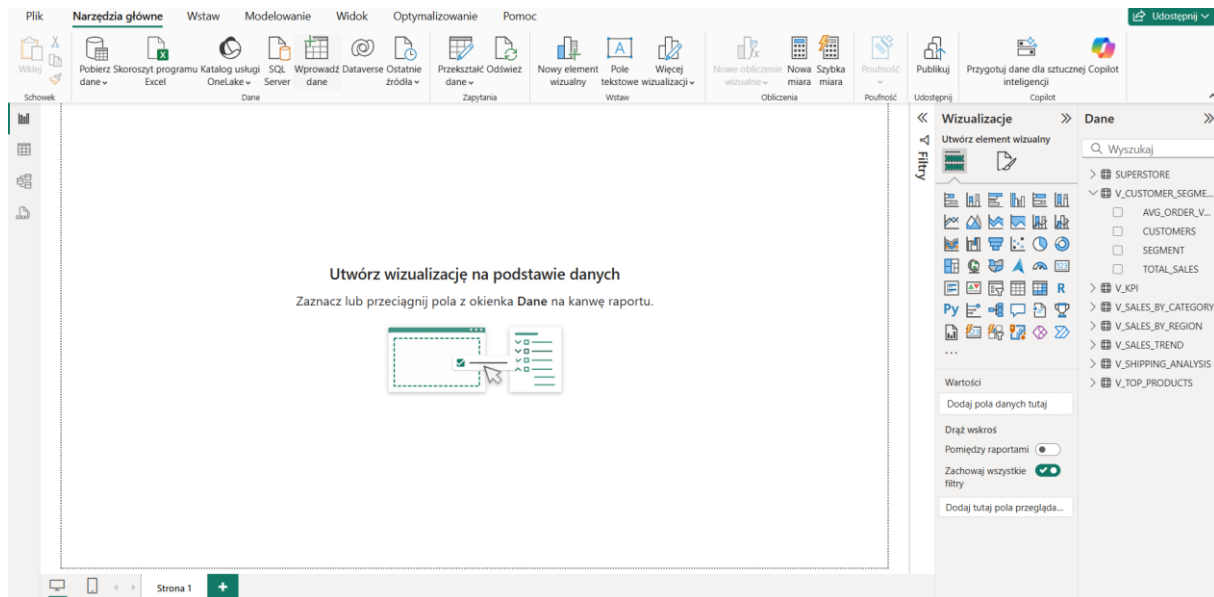 Plik Narzędzia główne Wstaw Modelowanie Widok Optymalizowanie Pomoc Udostępnij
Wklej
Pobierz dane
Skoroszyt programu Excel
Katalog usługi OneLake
SQL Server
Wprowadź dane
Dataverse
Ostatnie źródła
Przekształć dane
Odśwież
Nowy element wizualny
Pole tekstowe
Więcej wizualizacji
Nowe obliczenie wizualne
Nowa miara
Szybka miara
Poufność
Publikuj
Przygotuj dane dla sztucznej inteligencji
Copilot
Schowek Dane Zapytania Wstaw Obliczenia Poufność Udostępnij Copilot
Utwórz wizualizację na podstawie danych
Zaznacz lub przeciągnij pola z okienka Dane na kanwę raportu.
Filtry
Wizualizacje
Utwórz element wizualny
123
R
Py
...
Wartości
Dodaj pola danych tutaj
Drąż wskroś
Pomiędzy raportami
Zachowaj wszystkie
filtry
Dodaj tutaj pola przegląda...
Dane
Wyszukaj
SUPERSTORE
V_CUSTOMER_SEGME...
AVG_ORDER_V...
CUSTOMERS
SEGMENT
TOTAL_SALES
V_KPI
V_SALES_BY_CATEGORY
V_SALES_BY_REGION
V_SALES_TREND
V_SHIPPING_ANALYSIS
V_TOP_PRODUCTS
Strona 1